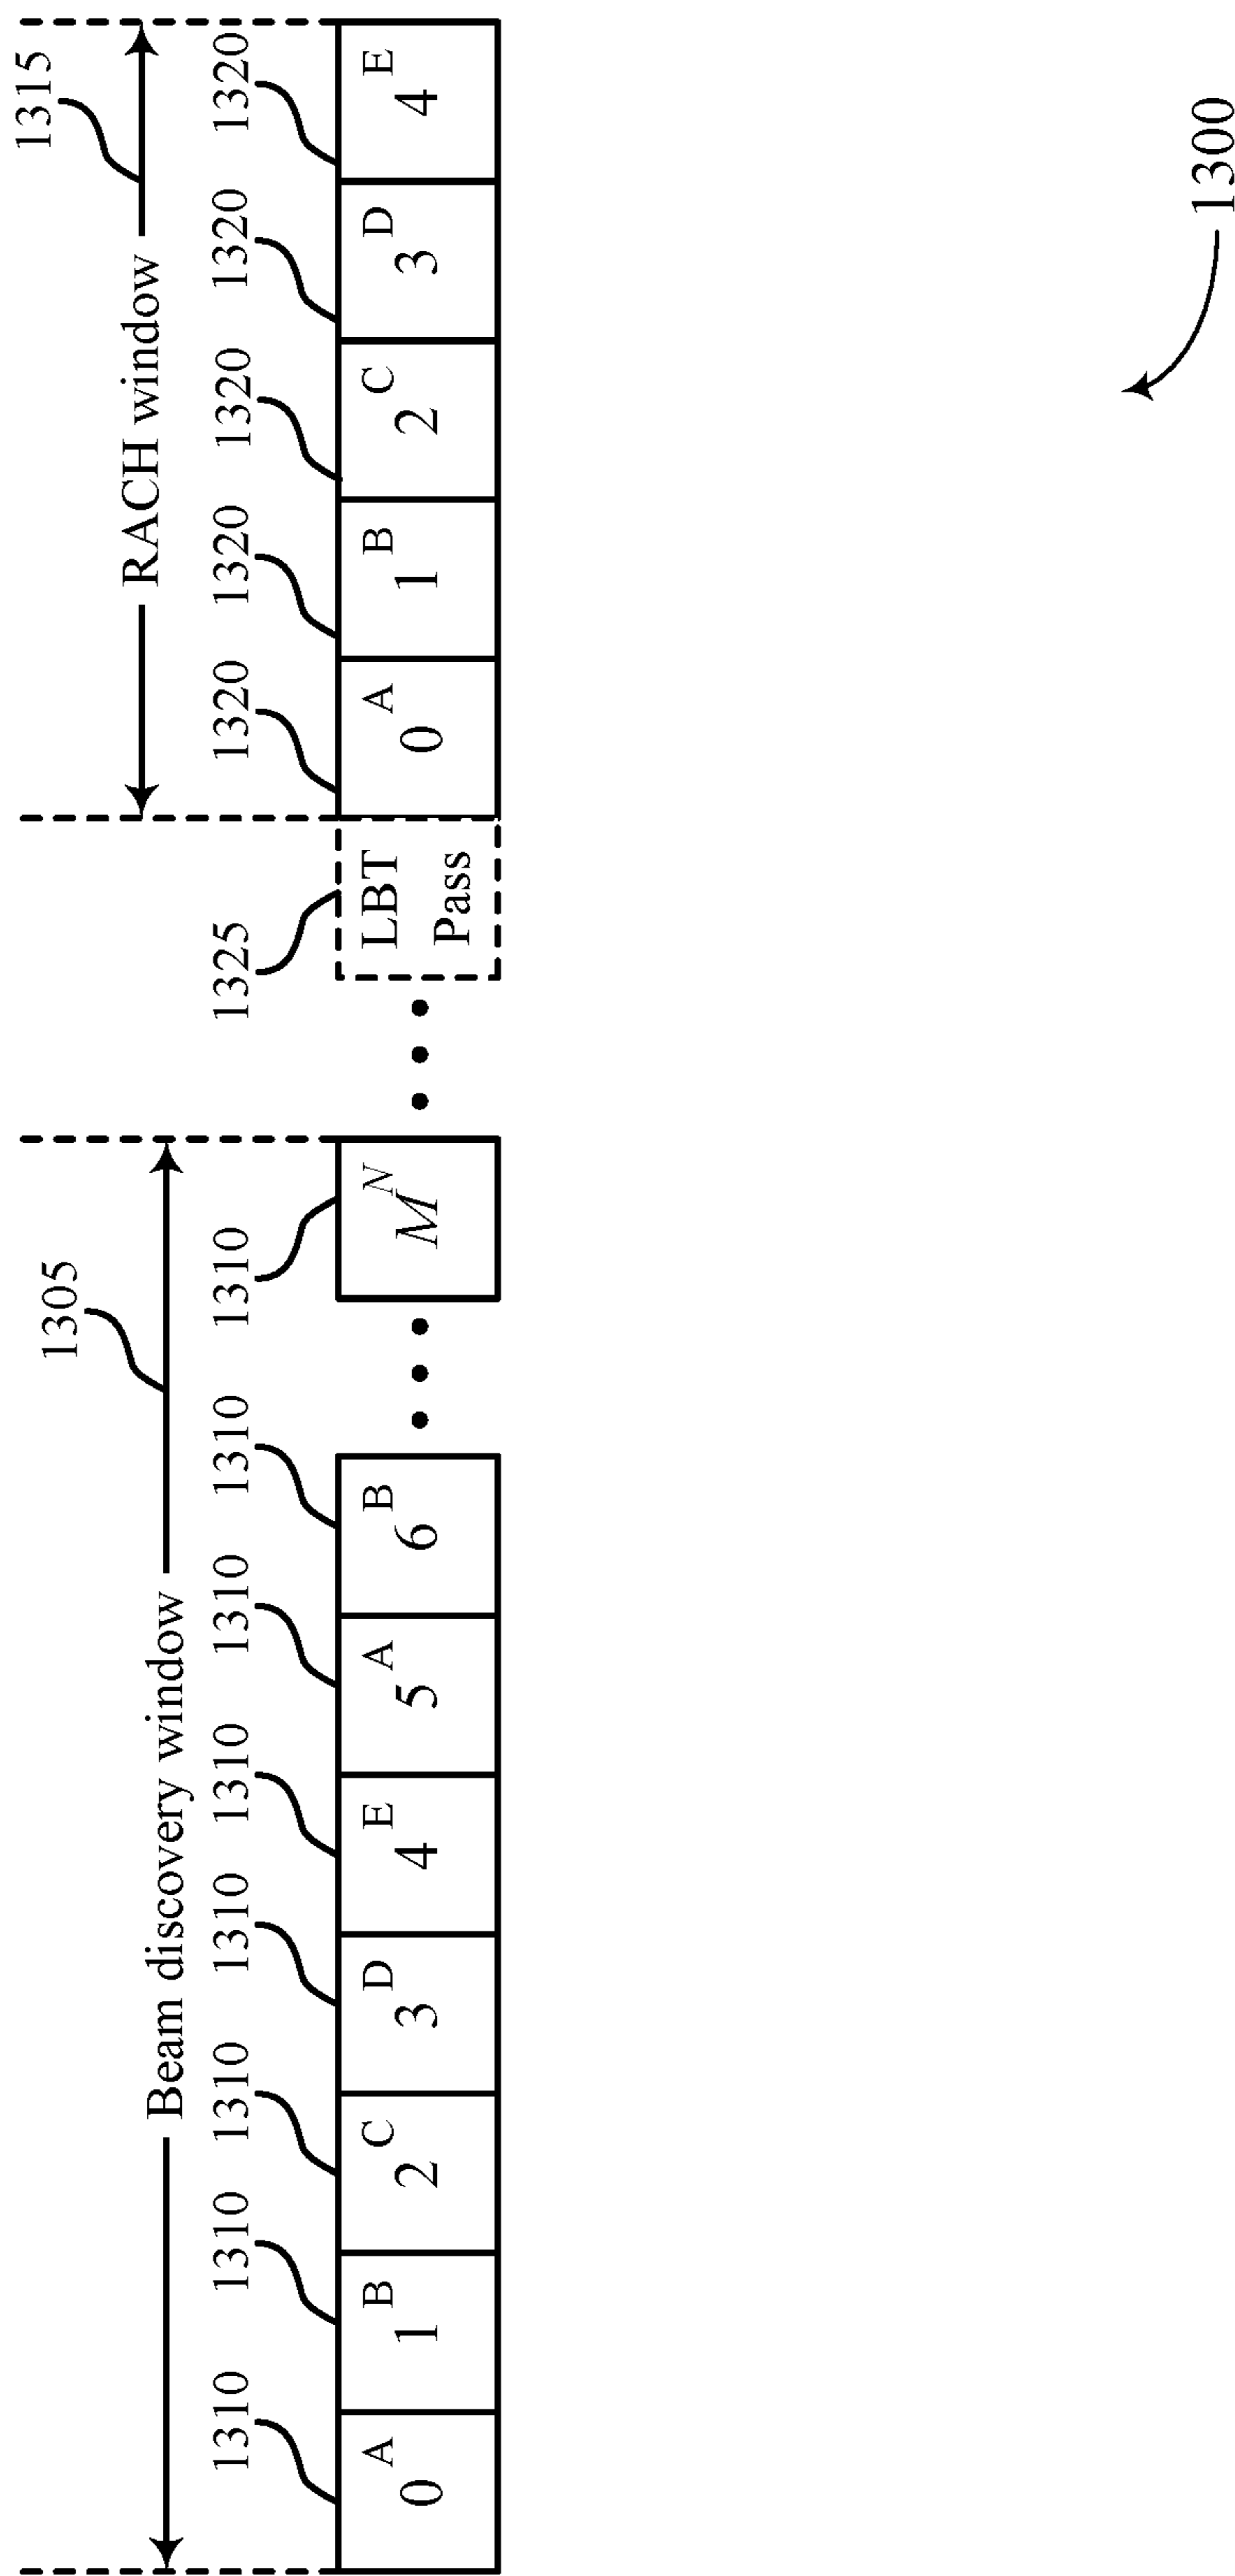 1305
1315
Beam discovery window
RACH window
1310 1310 1310 1310 1310 1310 1310 1310 1325 1320 1320 1320 1320 1320
0 A 1 B 2 C 3 D 4 E 5 A 6 B • • • M N • • • LBT 0 A 1 B 2 C 3 D 4 E
Pass
1300